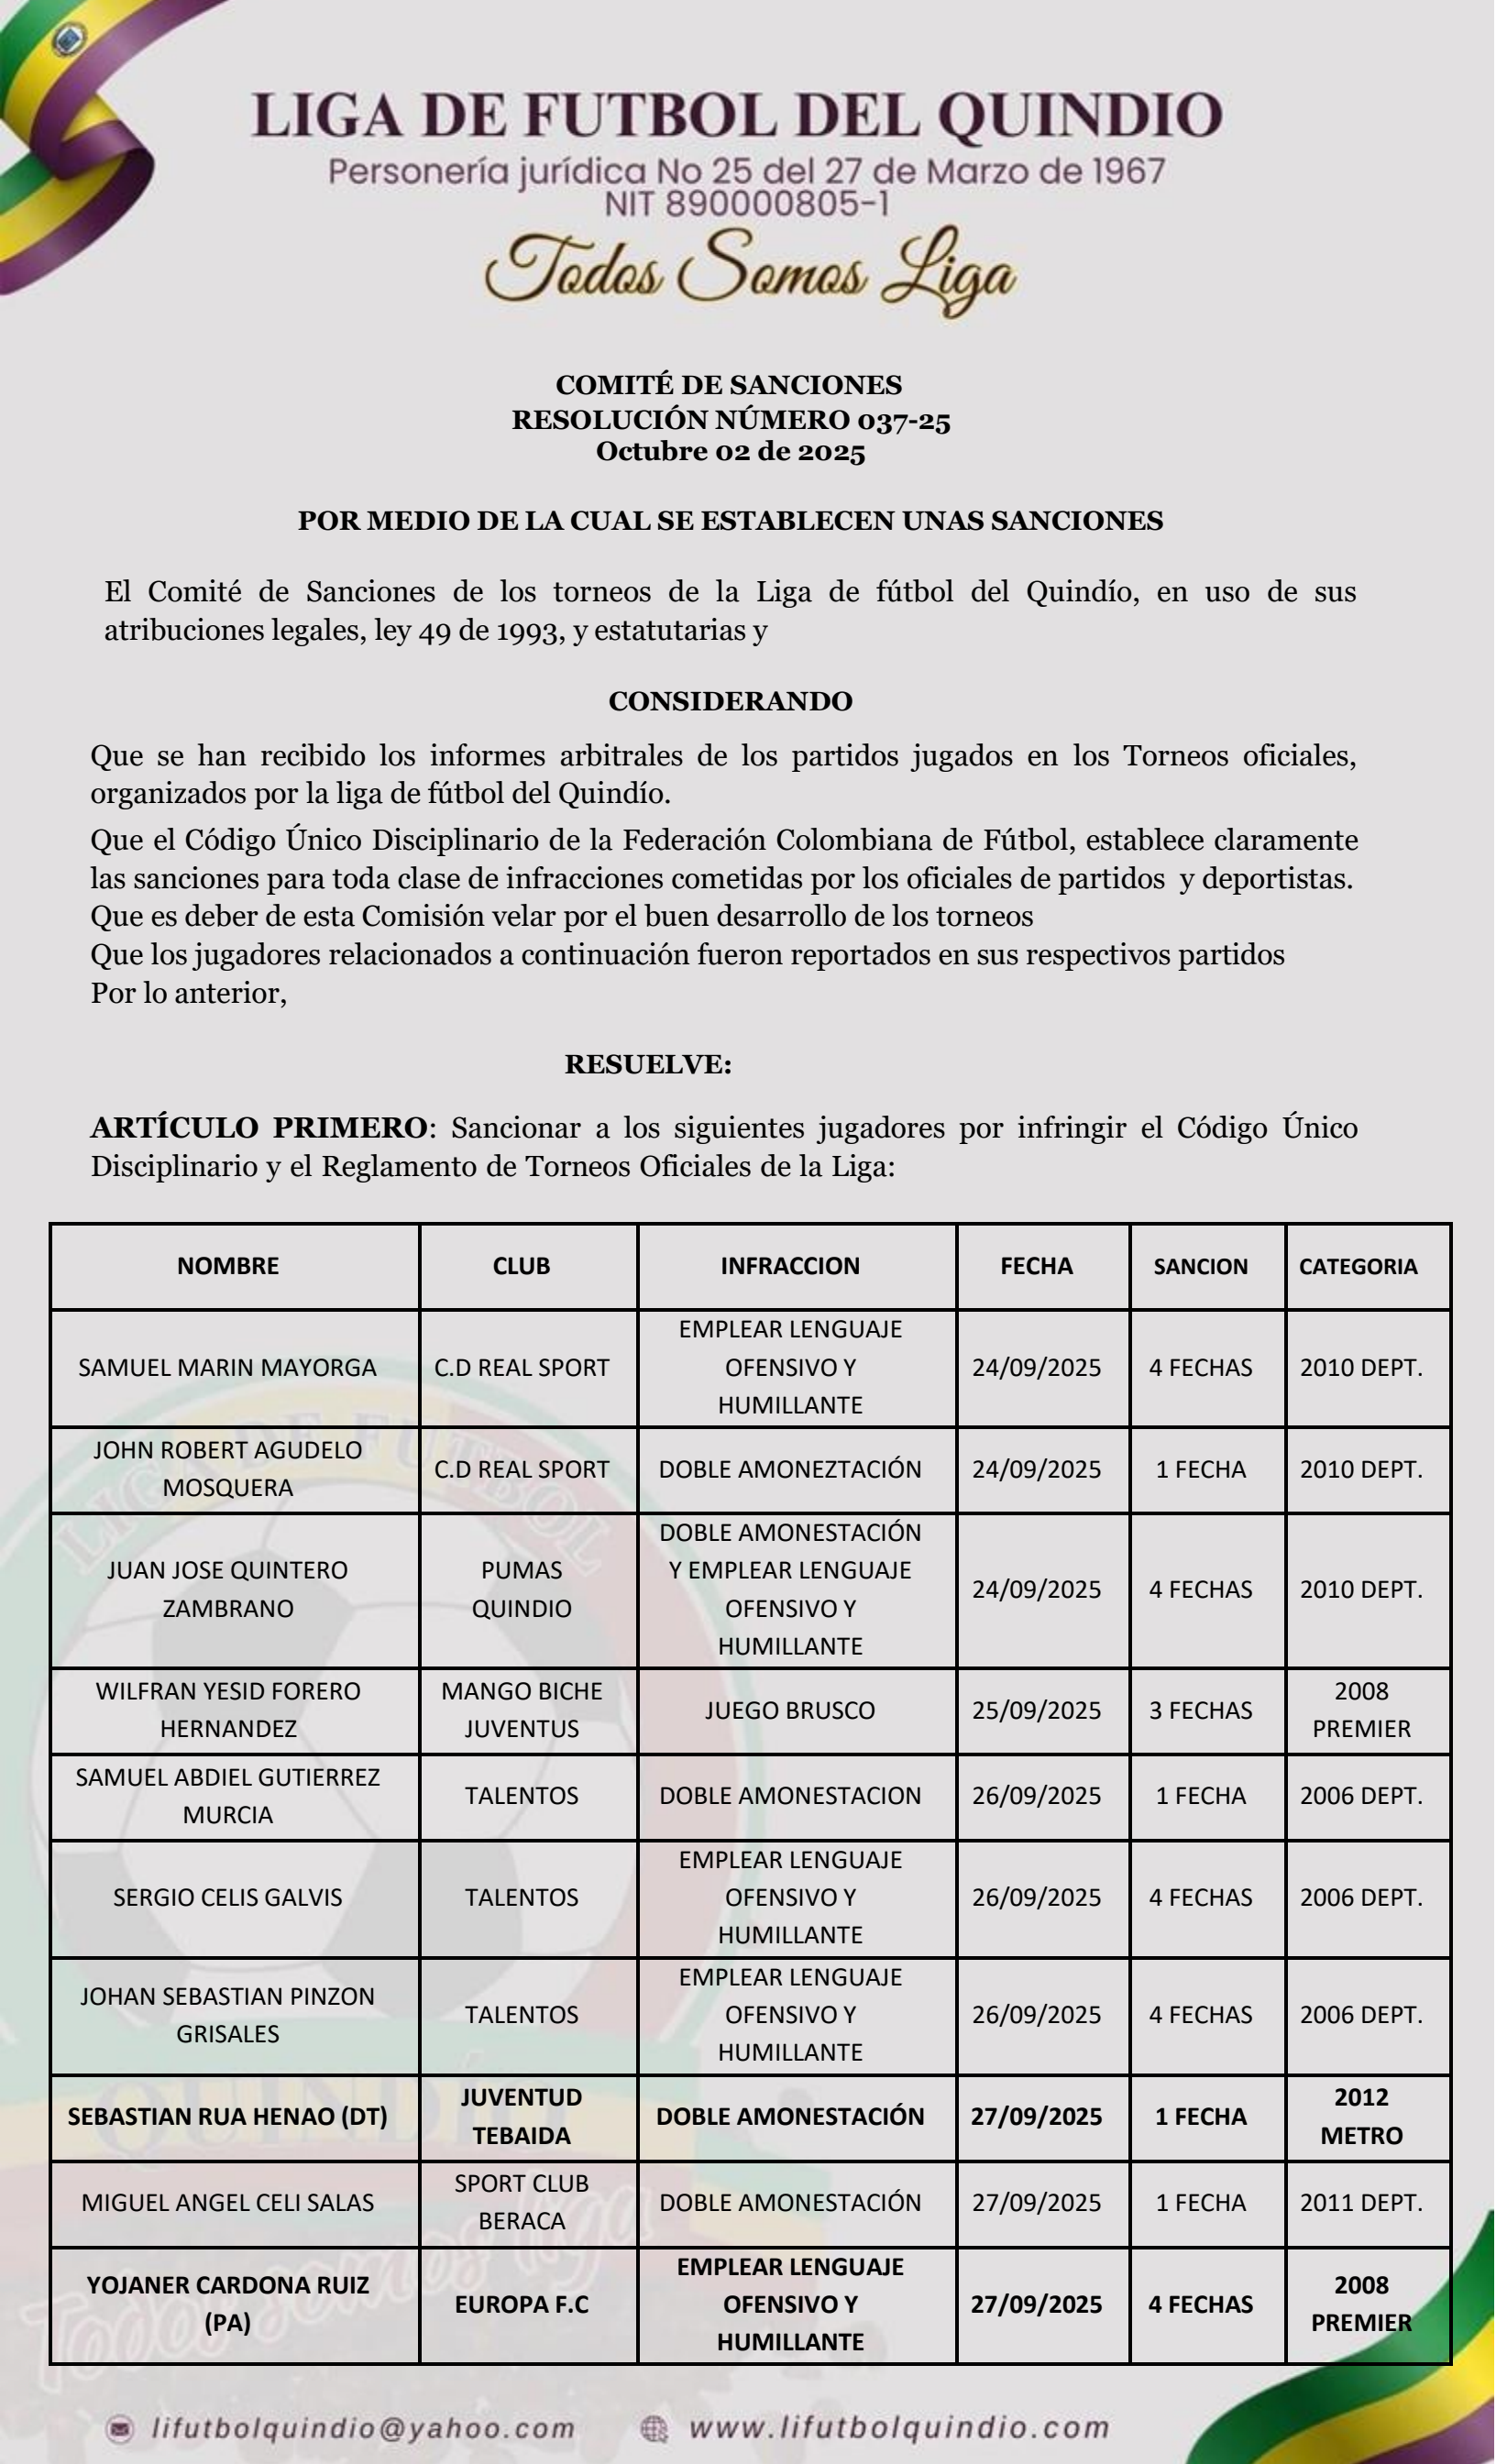 LIGA DE FUTBOL DEL QUINDIO
Personería jurídica No 25 del 27 de Marzo de 1967
NIT 890000805-1
Todos Somos Liga
COMITÉ DE SANCIONES
RESOLUCIÓN NÚMERO 037-25
Octubre 02 de 2025
POR MEDIO DE LA CUAL SE ESTABLECEN UNAS SANCIONES
El Comité de Sanciones de los torneos de la Liga de fútbol del Quindío, en uso de sus
atribuciones legales, ley 49 de 1993, y estatutarias y
CONSIDERANDO
Que se han recibido los informes arbitrales de los partidos jugados en los Torneos oficiales,
organizados por la liga de fútbol del Quindío.
Que el Código Único Disciplinario de la Federación Colombiana de Fútbol, establece claramente
las sanciones para toda clase de infracciones cometidas por los oficiales de partidos y deportistas.
Que es deber de esta Comisión velar por el buen desarrollo de los torneos
Que los jugadores relacionados a continuación fueron reportados en sus respectivos partidos
Por lo anterior,
RESUELVE:
ARTÍCULO PRIMERO: Sancionar a los siguientes jugadores por infringir el Código Único
Disciplinario y el Reglamento de Torneos Oficiales de la Liga:
NOMBRE CLUB INFRACCION FECHA SANCION CATEGORIA
SAMUEL MARIN MAYORGA
C.D REAL SPORT
EMPLEAR LENGUAJE
OFENSIVO Y
HUMILLANTE
24/09/2025
4 FECHAS
2010 DEPT.
JOHN ROBERT AGUDELO
MOSQUERA
C.D REAL SPORT
DOBLE AMONEZTACIÓN
24/09/2025
1 FECHA
2010 DEPT.
JUAN JOSE QUINTERO
ZAMBRANO
PUMAS
QUINDIO
DOBLE AMONESTACIÓN
Y EMPLEAR LENGUAJE
OFENSIVO Y
HUMILLANTE
24/09/2025
4 FECHAS
2010 DEPT.
WILFRAN YESID FORERO
HERNANDEZ
MANGO BICHE
JUVENTUS
JUEGO BRUSCO
25/09/2025
3 FECHAS
2008
PREMIER
SAMUEL ABDIEL GUTIERREZ
MURCIA
TALENTOS
DOBLE AMONESTACION
26/09/2025
1 FECHA
2006 DEPT.
SERGIO CELIS GALVIS
TALENTOS
EMPLEAR LENGUAJE
OFENSIVO Y
HUMILLANTE
26/09/2025
4 FECHAS
2006 DEPT.
JOHAN SEBASTIAN PINZON
GRISALES
TALENTOS
EMPLEAR LENGUAJE
OFENSIVO Y
HUMILLANTE
26/09/2025
4 FECHAS
2006 DEPT.
SEBASTIAN RUA HENAO (DT)
JUVENTUD
TEBAIDA
DOBLE AMONESTACIÓN
27/09/2025
1 FECHA
2012
METRO
MIGUEL ANGEL CELI SALAS
SPORT CLUB
BERACA
DOBLE AMONESTACIÓN
27/09/2025
1 FECHA
2011 DEPT.
YOJANER CARDONA RUIZ
(PA)
EUROPA F.C
EMPLEAR LENGUAJE
OFENSIVO Y
HUMILLANTE
27/09/2025
4 FECHAS
2008
PREMIER
LIGA DE FUTBOL
QUINDÍO
Todos somos liga
lifutbolquindio@yahoo.com www.lifutbolquindio.com